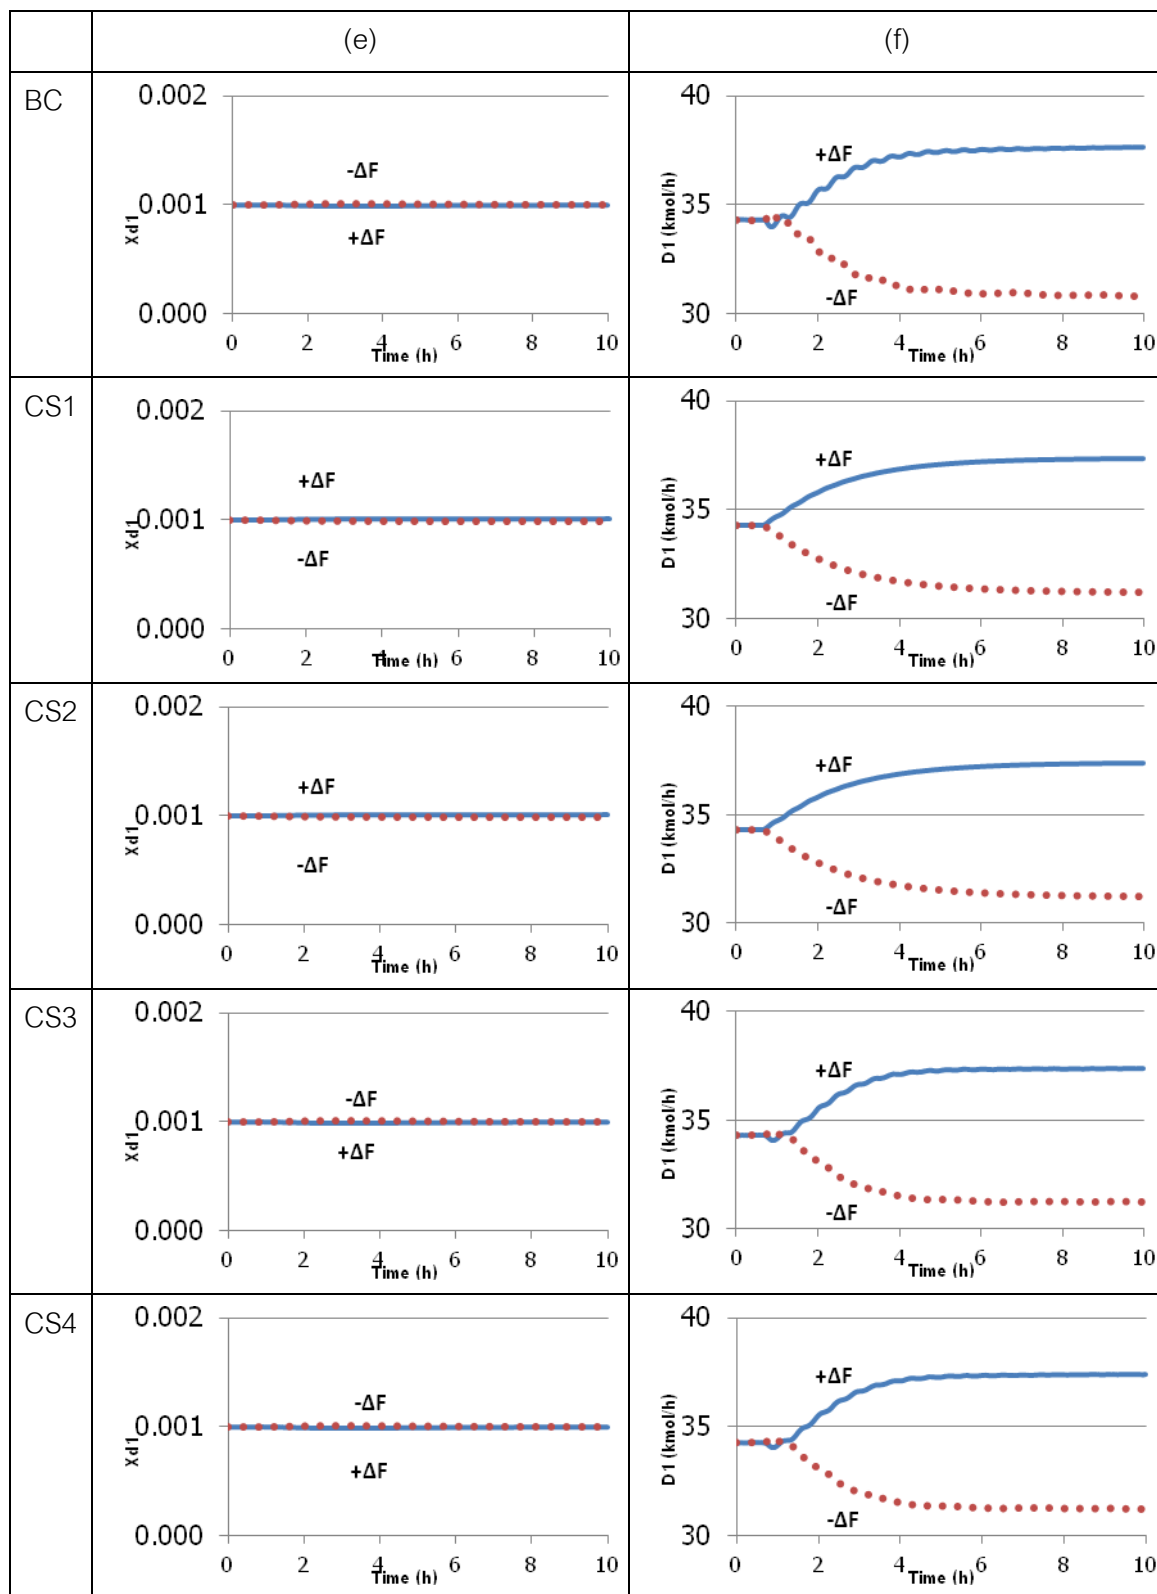 (e) (f)
BC
0.002
0.001
0.000
Xd1
-ΔF
+ΔF
0 2 4 6 8 10
Time (h)
40
35
30
D1 (kmol/h)
+ΔF
-ΔF
0 2 4 6 8 10
Time (h)
CS1
0.002
0.001
0.000
Xd1
+ΔF
-ΔF
0 2 4 6 8 10
Time (h)
40
35
30
D1 (kmol/h)
+ΔF
-ΔF
0 2 4 6 8 10
Time (h)
CS2
0.002
0.001
0.000
Xd1
+ΔF
-ΔF
0 2 4 6 8 10
Time (h)
40
35
30
D1 (kmol/h)
+ΔF
-ΔF
0 2 4 6 8 10
Time (h)
CS3
0.002
0.001
0.000
Xd1
-ΔF
+ΔF
0 2 4 6 8 10
Time (h)
40
35
30
D1 (kmol/h)
+ΔF
-ΔF
0 2 4 6 8 10
Time (h)
CS4
0.002
0.001
0.000
Xd1
-ΔF
+ΔF
0 2 4 6 8 10
Time (h)
40
35
30
D1 (kmol/h)
+ΔF
-ΔF
0 2 4 6 8 10
Time (h)